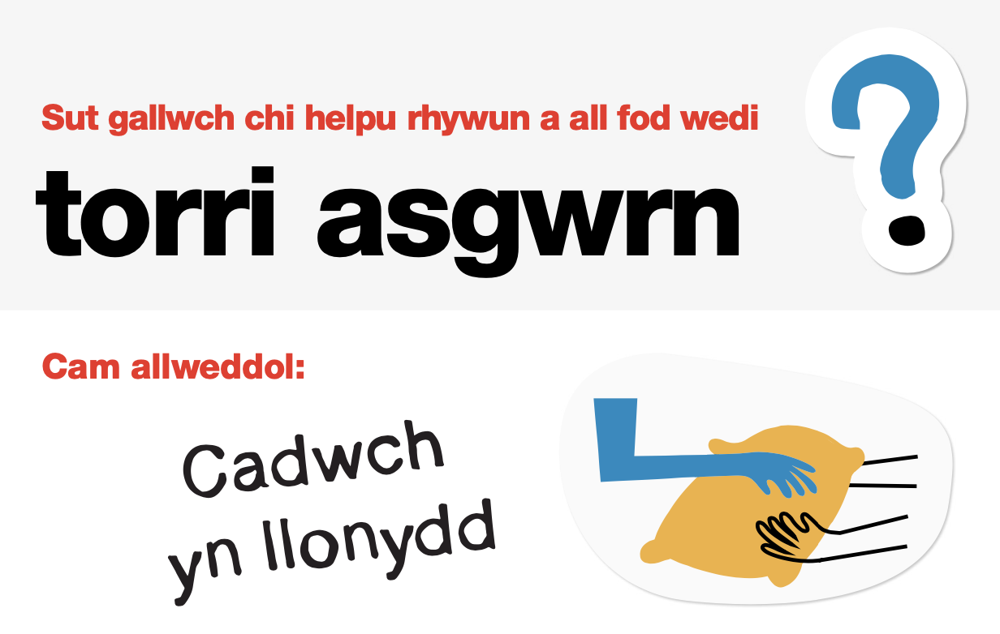 Sut gallwch chi helpu rhywun a all fod wedi
torri asgwrn
?
Cam allweddol:
Cadwch
yn llonydd